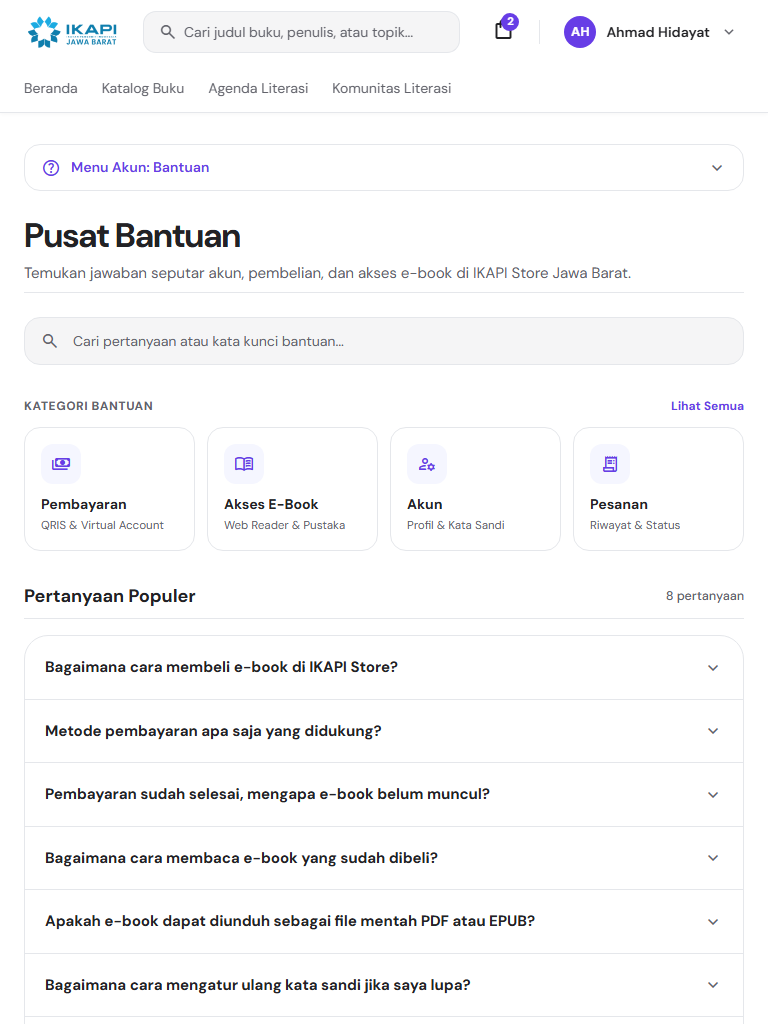 IKAPI
JAWA BARAT
Cari judul buku, penulis, atau topik...
2
AH
Ahmad Hidayat
Beranda
Katalog Buku
Agenda Literasi
Komunitas Literasi
Menu Akun: Bantuan
Pusat Bantuan
Temukan jawaban seputar akun, pembelian, dan akses e-book di IKAPI Store Jawa Barat.
Cari pertanyaan atau kata kunci bantuan...
KATEGORI BANTUAN
Lihat Semua
Pembayaran
QRIS & Virtual Account
Akses E-Book
Web Reader & Pustaka
Akun
Profil & Kata Sandi
Pesanan
Riwayat & Status
Pertanyaan Populer
8 pertanyaan
Bagaimana cara membeli e-book di IKAPI Store?
Metode pembayaran apa saja yang didukung?
Pembayaran sudah selesai, mengapa e-book belum muncul?
Bagaimana cara membaca e-book yang sudah dibeli?
Apakah e-book dapat diunduh sebagai file mentah PDF atau EPUB?
Bagaimana cara mengatur ulang kata sandi jika saya lupa?